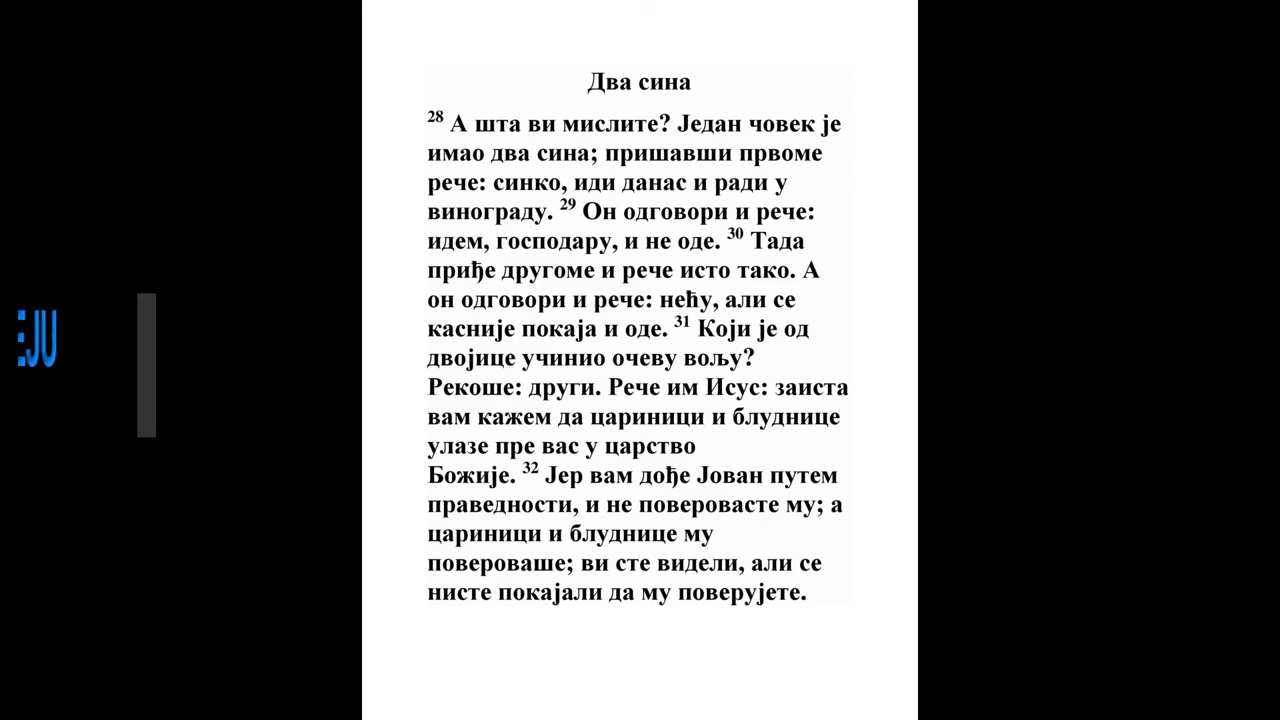 Два сина
28 А шта ви мислите? Један човек је
имао два сина; пришавши првоме
рече: синко, иди данас и ради у
винограду. 29 Он одговори и рече:
идем, господару, и не оде. 30 Тада
приђе другоме и рече исто тако. А
он одговори и рече: нећу, али се
касније покаја и оде. 31 Који је од
двојице учинио очеву вољу?
Рекоше: други. Рече им Исус: заиста
вам кажем да цариници и блуднице
улазе пре вас у царство
Божије. 32 Јер вам дође Јован путем
праведности, и не поверовасте му; а
цариници и блуднице му
повероваше; ви сте видели, али се
нисте покајали да му поверујете.